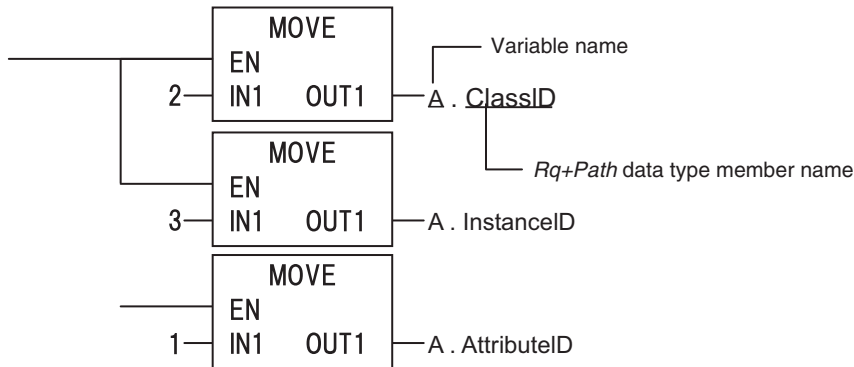 MOVE
Variable name
EN
2 IN1 OUT1 A . ClassID
MOVE
Rq+Path data type member name
EN
3 IN1 OUT1 A . InstanceID
MOVE
EN
1 IN1 OUT1 A . AttributeID